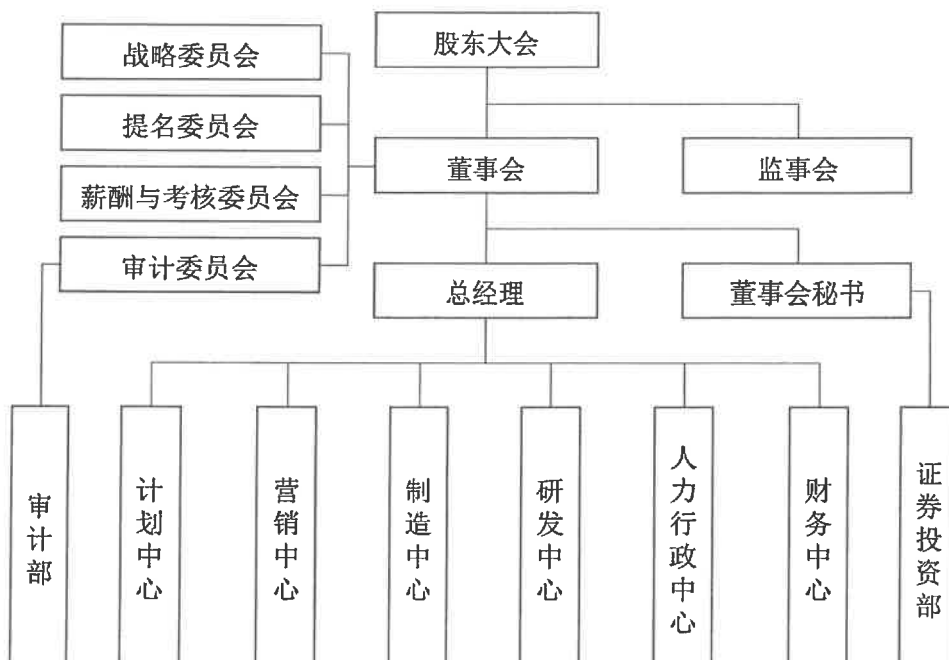 股东大会
战略委员会
提名委员会
薪酬与考核委员会
审计委员会
董事会
监事会
总经理
董事会秘书
审计部
计划中心
营销中心
制造中心
研发中心
人力行政中心
财务中心
证券投资部